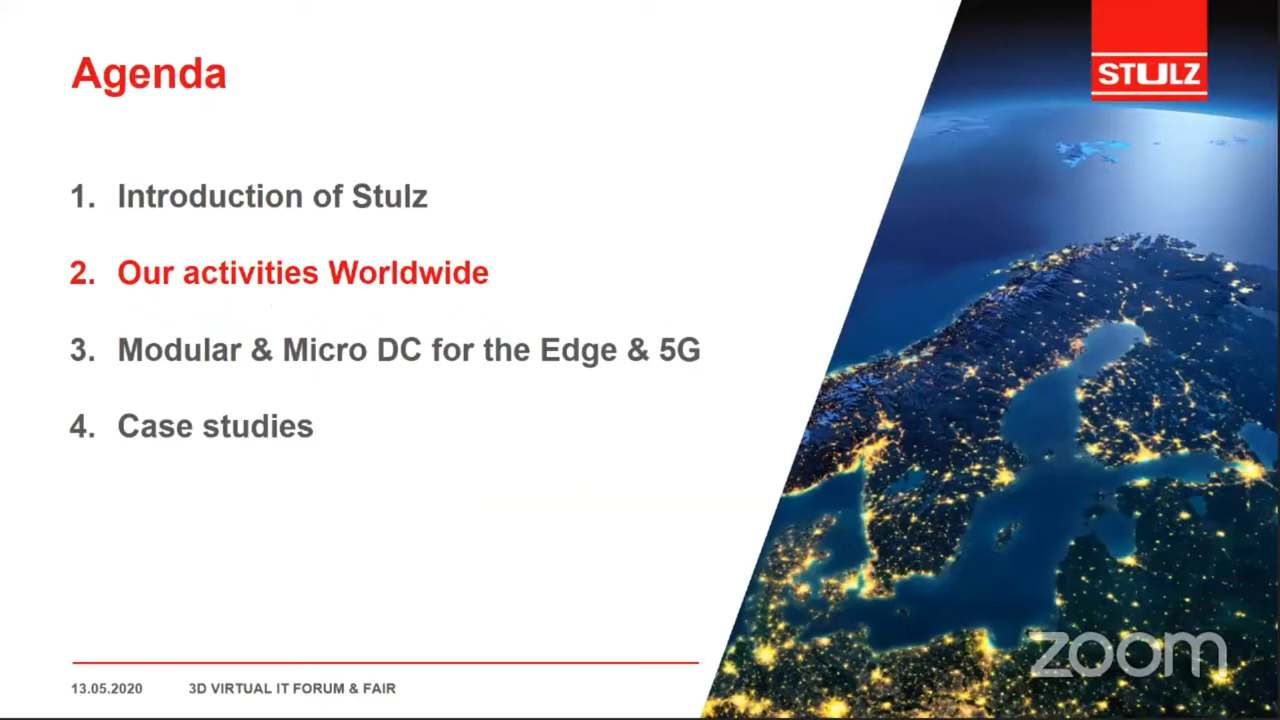 Agenda
STULZ
1. Introduction of Stulz
2. Our activities Worldwide
3. Modular & Micro DC for the Edge & 5G
4. Case studies
13.05.2020 3D VIRTUAL IT FORUM & FAIR
zoom